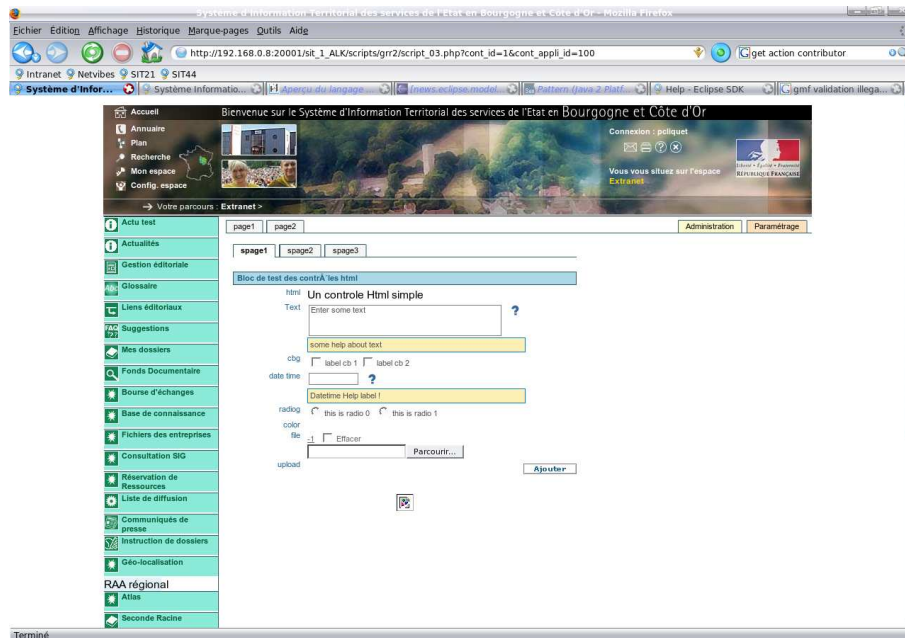 Système d'Information Territorial des services de l'Etat en Bourgogne et Côte d'Or - Mozilla Firefox
Eichier Édition Affichage Historique Marque-pages Outils Aide
http://192.168.0.8:20001/sit_1_ALK/scripts/grr2/script_03.php?cont_id=1&cont_appli_id=100
get action contributor
Intranet Netvibes SIT21 SIT44
Système d'Infor... Système Informatio... Aperçu du langage ... [news.eclipse.model... Pattern (Java 2 Platf... Help - Eclipse SDK gmf validation illega...
Accueil
Bienvenue sur le Système d'Information Territorial des services de l'Etat en Bourgogne et Côte d'Or
Annuaire
Plan
Recherche
Mon espace
Config. espace
Connexion : pcliquet
Vous vous situez sur l'espace
Extranet
Liberté • Égalité • Fraternité
RÉPUBLIQUE FRANÇAISE
→ Votre parcours : Extranet >
Actu test
Actualités
Gestion éditoriale
Glossaire
Liens éditoriaux
Suggestions
Mes dossiers
Fonds Documentaire
Bourse d'échanges
Base de connaissance
Fichiers des entreprises
Consultation SIG
Réservation de
Ressources
Liste de diffusion
Communiqués de
presse
Instruction de dossiers
Géo-localisation
RAA régional
Atlas
Seconde Racine
page1 page2
Administration Paramétrage
spage1 spage2 spage3
Bloc de test des contrÃ´les html
html Un controle Html simple
Text Enter some text ?
some help about text
cbg label cb 1 label cb 2
date time ?
Datetime Help label !
radiog this is radio 0 this is radio 1
color
file -1 Effacer
Parcourir...
upload Ajouter
Terminé